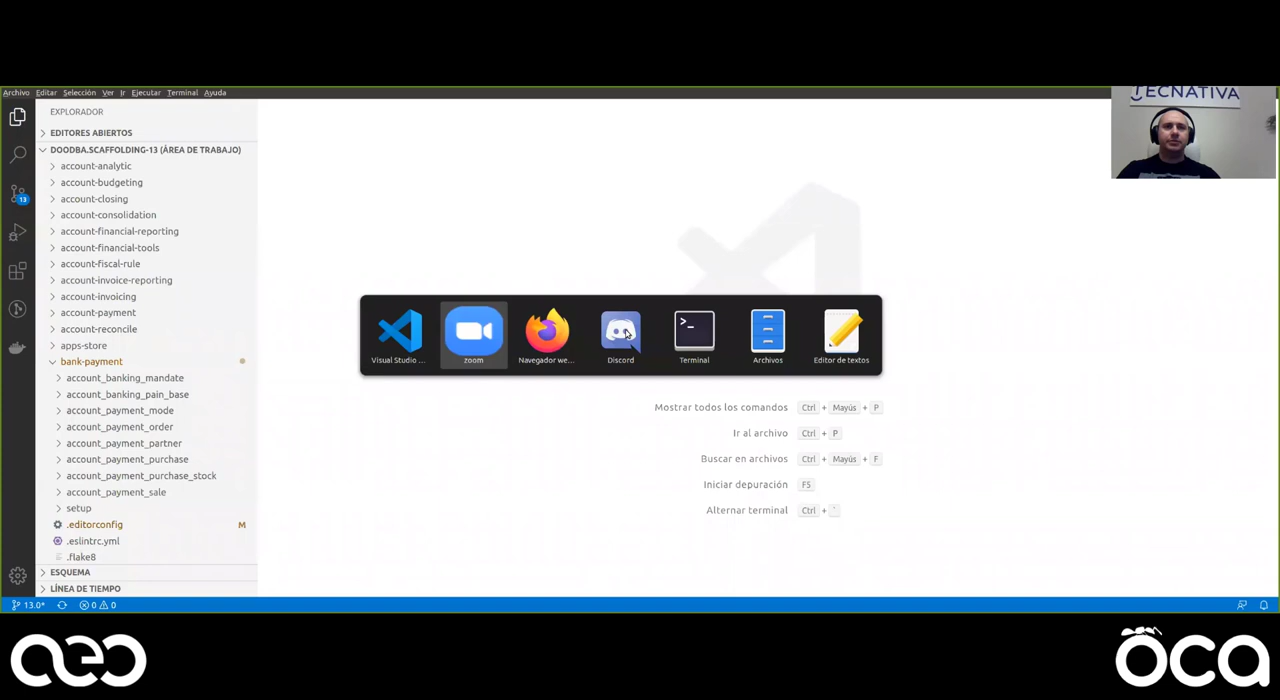 Archivo Editar Selección Ver Ir Ejecutar Terminal Ayuda
TECNATIVA
EXPLORADOR
EDITORES ABIERTOS
DOODBA.SCAFFOLDING-13 (ÁREA DE TRABAJO)
account-analytic
account-budgeting
account-closing
account-consolidation
account-financial-reporting
account-financial-tools
account-fiscal-rule
account-invoice-reporting
account-invoicing
account-payment
account-reconcile
apps-store
bank-payment
account_banking_mandate
account_banking_pain_base
account_payment_mode
account_payment_order
account_payment_partner
account_payment_purchase
account_payment_purchase_stock
account_payment_sale
setup
.editorconfig M
.eslintrc.yml
.flake8
ESQUEMA
LÍNEA DE TIEMPO
13
Visual Studio ... zoom Navegador we... Discord Terminal Archivos Editor de textos
Mostrar todos los comandos Ctrl + Mayús + P
Ir al archivo Ctrl + P
Buscar en archivos Ctrl + Mayús + F
Iniciar depuración F5
Alternar terminal Ctrl + `
13.0* 0 0
aeo
oca